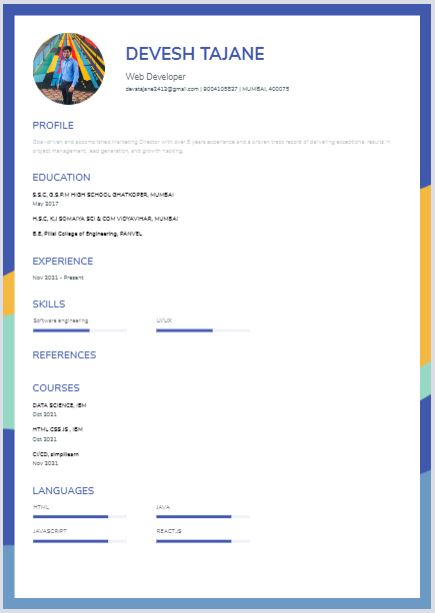 DEVESH TAJANE
Web Developer
devatajane2412@gmail.com | 9004105827 | MUMBAI, 400075
PROFILE
Goal-driven and accomplished Marketing Director with over 5 years experience and a proven track record of delivering exceptional results in
project management, lead generation, and growth hacking.
EDUCATION
S.S.C, G.S.P.M HIGH SCHOOL GHATKOPER, MUMBAI
May 2017
H.S.C, K.J SOMAIYA SCI & COM VIDYAVIHAR, MUMBAI
B.E, Pillai College of Engineering, PANVEL
EXPERIENCE
Nov 2021 - Present
SKILLS
Software engineering
UI/UX
REFERENCES
COURSES
DATA SCIENCE, IBM
Oct 2021
HTML CSS JS , IBM
Oct 2021
CI/CD, simplilearn
Nov 2021
LANGUAGES
HTML
JAVA
JAVASCRIPT
REACTJS